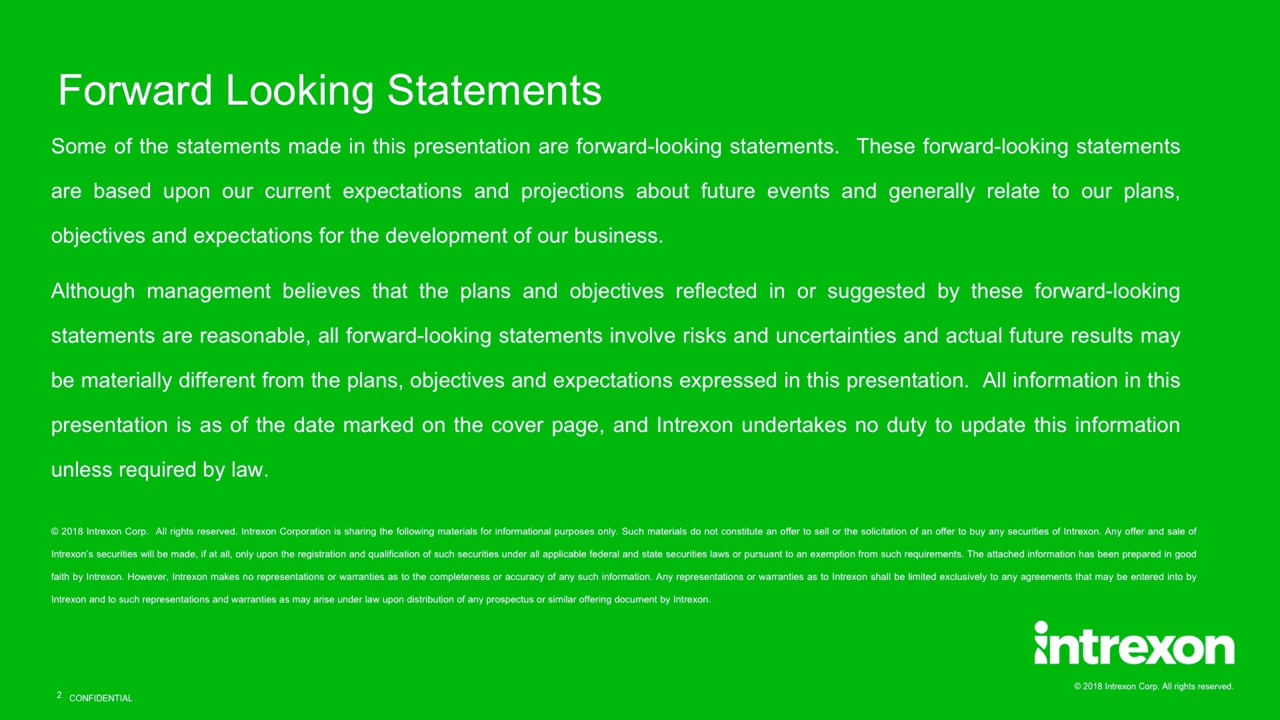 Forward Looking Statements
Some of the statements made in this presentation are forward-looking statements.  These forward-looking statements
are based upon our current expectations and projections about future events and generally relate to our plans,
objectives and expectations for the development of our business.
Although management believes that the plans and objectives reflected in or suggested by these forward-looking
statements are reasonable, all forward-looking statements involve risks and uncertainties and actual future results may
be materially different from the plans, objectives and expectations expressed in this presentation.  All information in this
presentation is as of the date marked on the cover page, and Intrexon undertakes no duty to update this information
unless required by law.
© 2018 Intrexon Corp.  All rights reserved. Intrexon Corporation is sharing the following materials for informational purposes only. Such materials do not constitute an offer to sell or the solicitation of an offer to buy any securities of Intrexon. Any offer and sale of
Intrexon's securities will be made, if at all, only upon the registration and qualification of such securities under all applicable federal and state securities laws or pursuant to an exemption from such requirements. The attached information has been prepared in good
faith by Intrexon. However, Intrexon makes no representations or warranties as to the completeness or accuracy of any such information. Any representations or warranties as to Intrexon shall be limited exclusively to any agreements that may be entered into by
Intrexon and to such representations and warranties as may arise under law upon distribution of any prospectus or similar offering document by Intrexon.
intrexon
© 2018 Intrexon Corp. All rights reserved.
2 CONFIDENTIAL